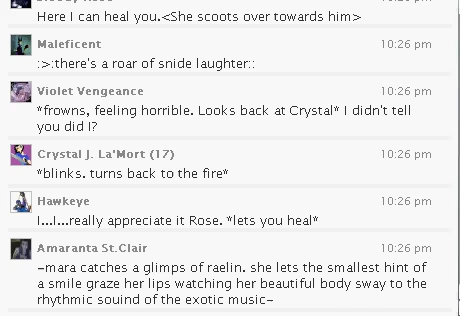 Here I can heal you.<She scoots over towards him>
Maleficent 10:26 pm
:>:there's a roar of snide laughter::
Violet Vengeance 10:26 pm
*frowns, feeling horrible. Looks back at Crystal* I didn't tell
you did I?
Crystal J. La'Mort (17) 10:26 pm
*blinks. turns back to the fire*
Hawkeye 10:26 pm
I...I...really appreciate it Rose. *lets you heal*
Amaranta St.Clair 10:26 pm
~mara catches a glimps of raelin. she lets the smallest hint of
a smile graze her lips watching her beautiful body sway to the
rhythmic souind of the exotic music~